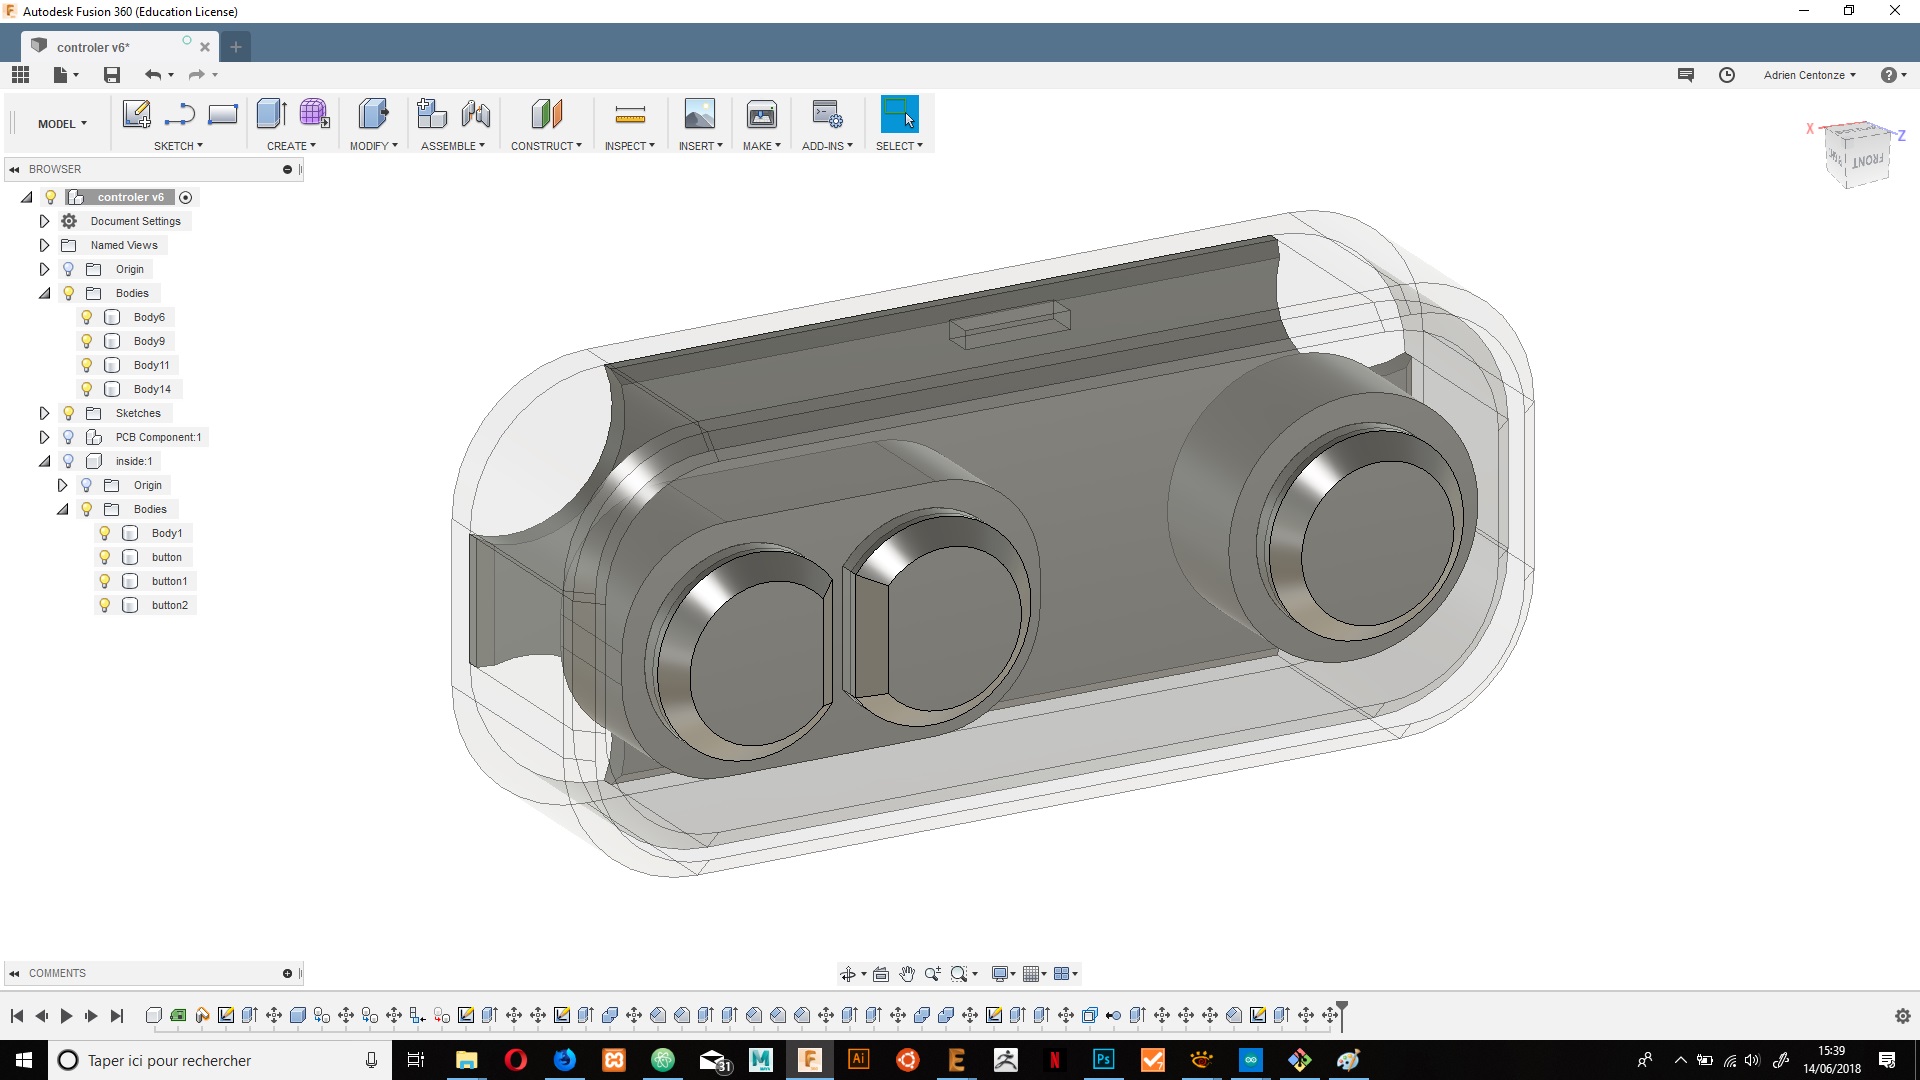 Autodesk Fusion 360 (Education License)
controler v6*
Adrien Centonze
MODEL
SKETCH
CREATE
MODIFY
ASSEMBLE
CONSTRUCT
INSPECT
INSERT
MAKE
ADD-INS
SELECT
X
Z
FRONT
BROWSER
controler v6
Document Settings
Named Views
Origin
Bodies
Body6
Body9
Body11
Body14
Sketches
PCB Component:1
inside:1
Origin
Bodies
Body1
button
button1
button2
COMMENTS
Taper ici pour rechercher
31
M
F
Ai
E
N
Ps
15:39
14/06/2018